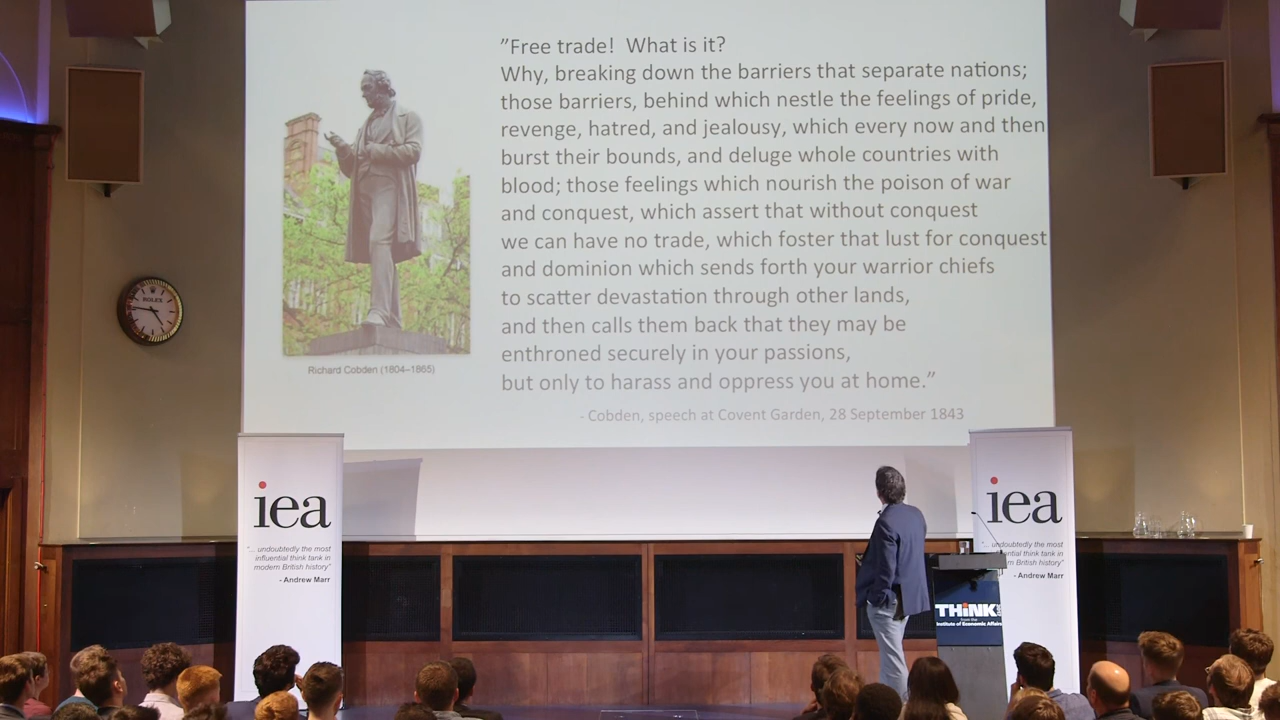 ”Free trade!  What is it?
Why, breaking down the barriers that separate nations;
those barriers, behind which nestle the feelings of pride,
revenge, hatred, and jealousy, which every now and then
burst their bounds, and deluge whole countries with
blood; those feelings which nourish the poison of war
and conquest, which assert that without conquest
we can have no trade, which foster that lust for conquest
and dominion which sends forth your warrior chiefs
to scatter devastation through other lands,
and then calls them back that they may be
enthroned securely in your passions,
but only to harass and oppress you at home.”
- Cobden, speech at Covent Garden, 28 September 1843
Richard Cobden (1804–1865)
ROLEX
iea
"... undoubtedly the most
influential think tank in
modern British history"
- Andrew Marr
iea
"... undoubtedly the most
ential think tank in
rn British history"
- Andrew Marr
THiNK
from the
Institute of Economic Affairs